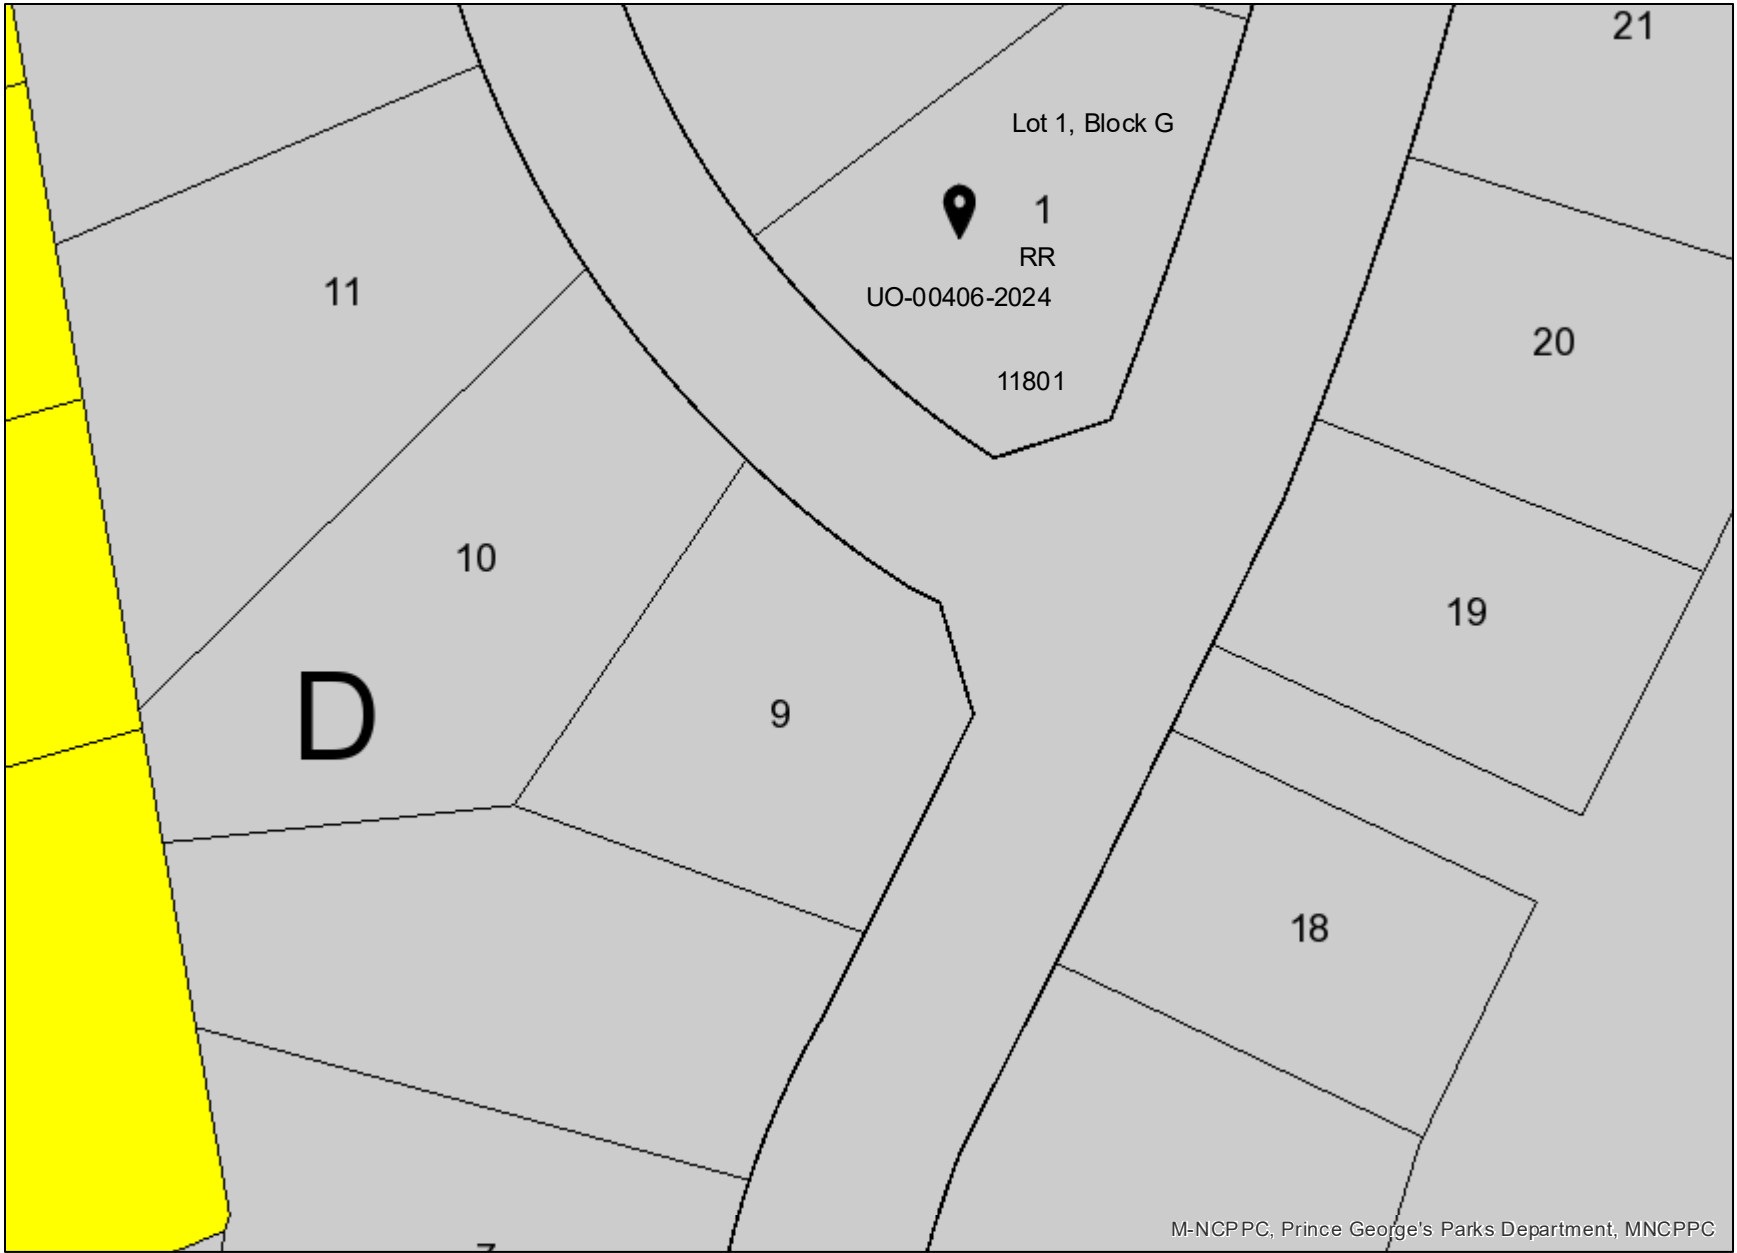 21
Lot 1, Block G
1
RR
UO-00406-2024
11801
11
20
10
19
D
9
18
M-NCPPC, Prince George's Parks Department, MNCPPC